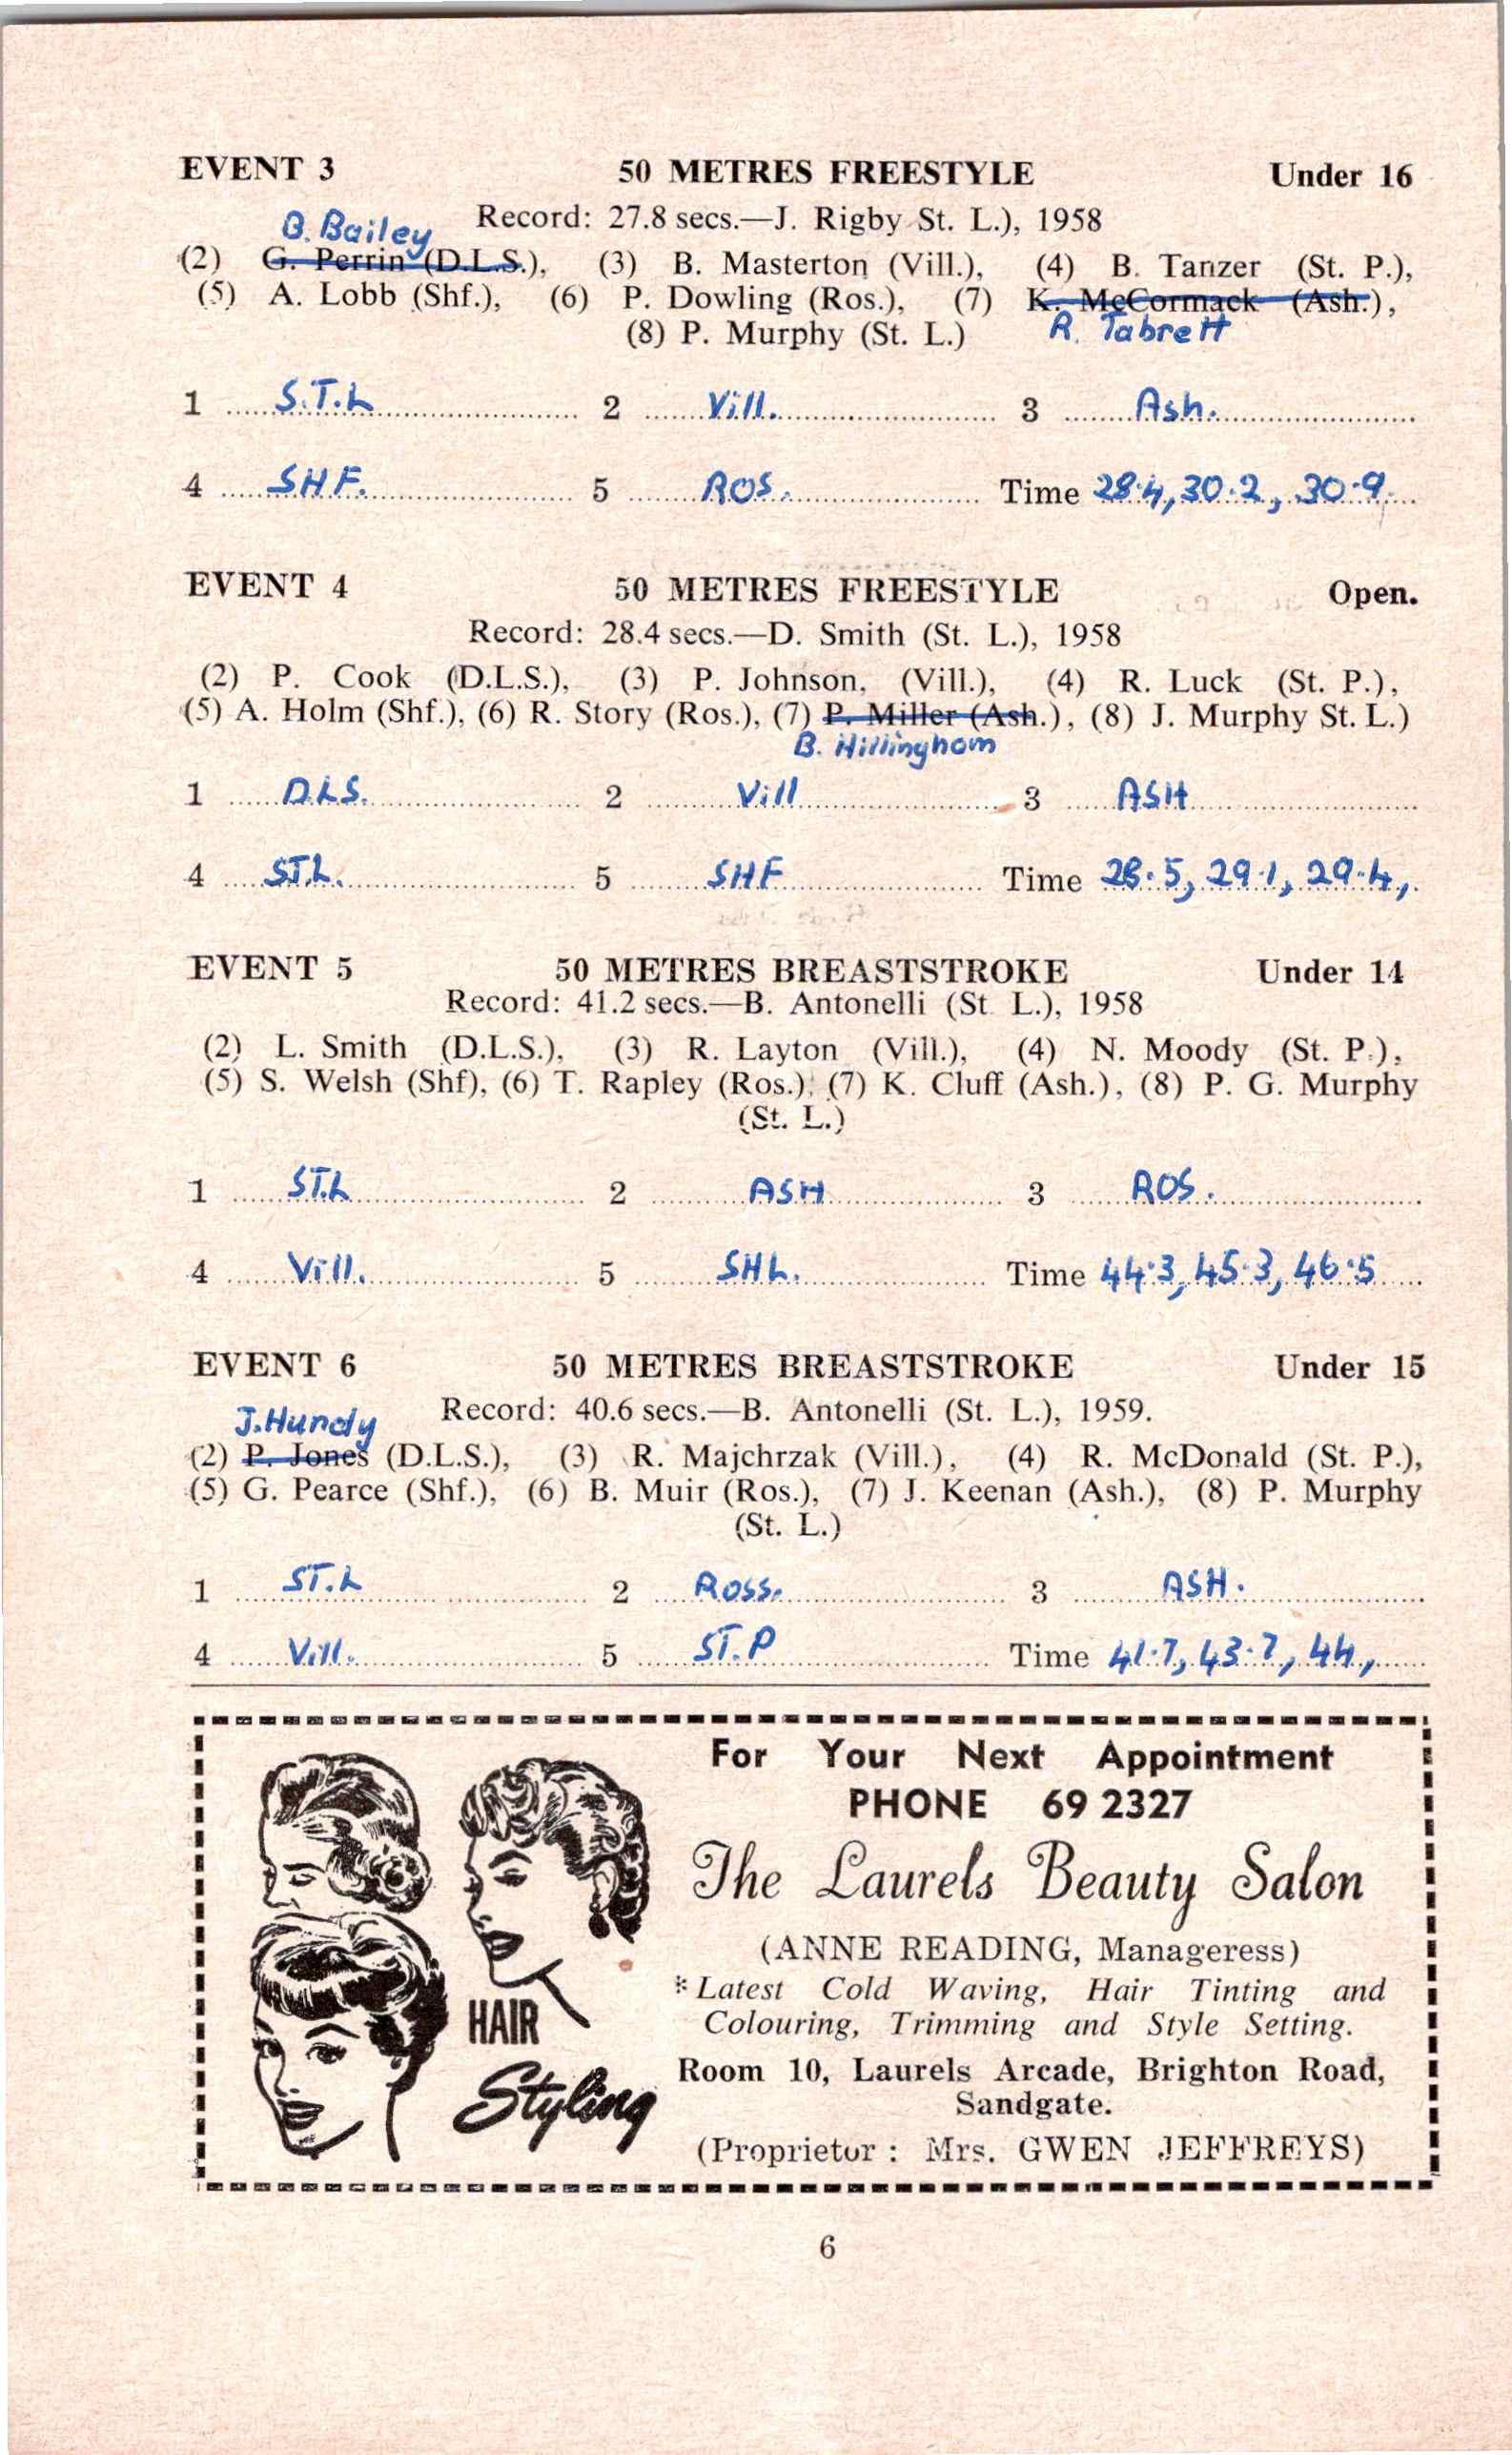 EVENT 3 50 METRES FREESTYLE Under 16
Record: 27.8 secs.—J. Rigby St. L.), 1958
B. Bailey
(2) G. Perrin (D.L.S.), (3) B. Masterton (Vill.), (4) B. Tanzer (St. P.),
(5) A. Lobb (Shf.), (6) P. Dowling (Ros.), (7) K. McCormack (Ash.),
(8) P. Murphy (St. L.) R. Tabrett
1 S.T.L 2 Vill. 3 Ash.
4 SHF. 5 ROS. Time 28.4, 30.2, 30.9.
EVENT 4 50 METRES FREESTYLE Open.
Record: 28.4 secs.—D. Smith (St. L.), 1958
(2) P. Cook (D.L.S.), (3) P. Johnson, (Vill.), (4) R. Luck (St. P.),
(5) A. Holm (Shf.), (6) R. Story (Ros.), (7) P. Miller (Ash.), (8) J. Murphy St. L.)
B. Hillinghom
1 D.L.S. 2 Vill 3 ASH
4 ST.L. 5 SHF Time 28.5, 29.1, 29.4,
EVENT 5 50 METRES BREASTSTROKE Under 14
Record: 41.2 secs.—B. Antonelli (St L.), 1958
(2) L. Smith (D.L.S.), (3) R. Layton (Vill.), (4) N. Moody (St. P.),
(5) S. Welsh (Shf), (6) T. Rapley (Ros.), (7) K. Cluff (Ash.), (8) P. G. Murphy
(St. L.)
1 ST.L 2 ASH 3 ROS.
4 Vill. 5 SHL. Time 44.3, 45.3, 46.5
EVENT 6 50 METRES BREASTSTROKE Under 15
Record: 40.6 secs.—B. Antonelli (St. L.), 1959.
J. Hundy
(2) P. Jones (D.L.S.), (3) R. Majchrzak (Vill.), (4) R. McDonald (St. P.),
(5) G. Pearce (Shf.), (6) B. Muir (Ros.), (7) J. Keenan (Ash.), (8) P. Murphy
(St. L.)
1 ST.L 2 ROSS. 3 ASH.
4 Vill. 5 ST.P Time 41.7, 43.7, 44,
For Your Next Appointment
PHONE 69 2327
The Laurels Beauty Salon
(ANNE READING, Manageress)
* Latest Cold Waving, Hair Tinting and
Colouring, Trimming and Style Setting.
HAIR
Styling
Room 10, Laurels Arcade, Brighton Road,
Sandgate.
(Proprietor : Mrs. GWEN JEFFREYS)
6